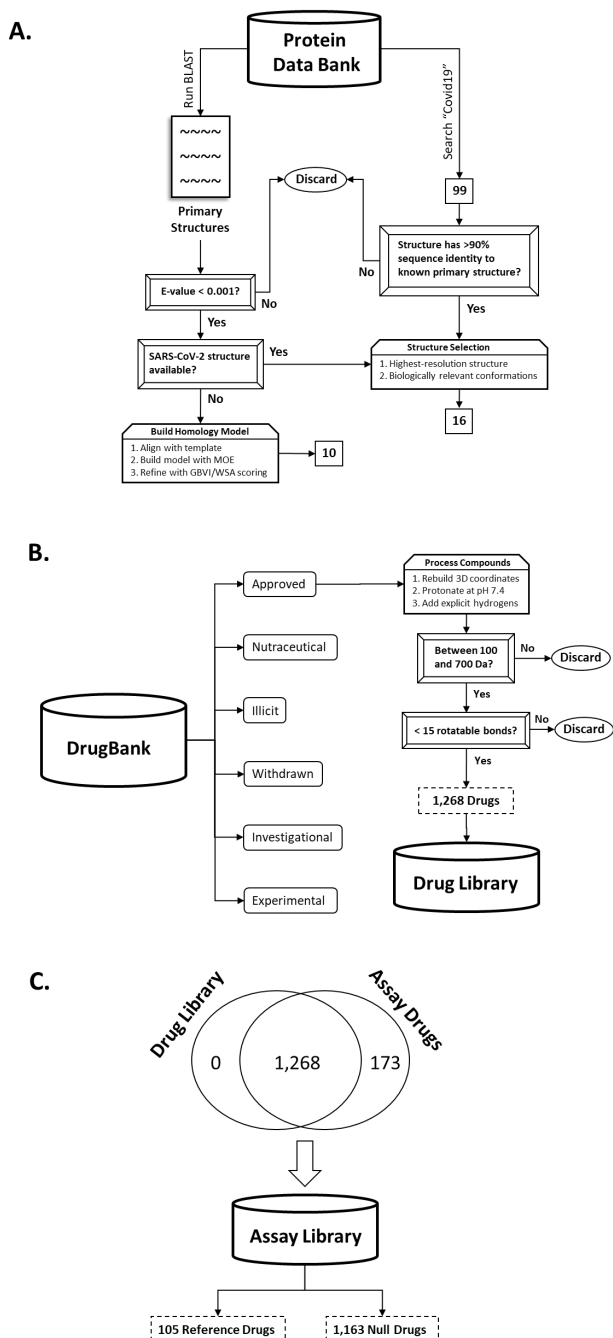 A.
Protein
Data Bank
Run BLAST
Search "Covid19"
~~~~
~~~~
~~~~
Discard
99
Primary
Structures
Structure has >90%
sequence identity to
known primary structure?
No
E-value < 0.001?
No
Yes
Yes
SARS-CoV-2 structure
available?
Yes
Structure Selection
1. Highest-resolution structure
2. Biologically relevant conformations
No
16
Build Homology Model
1. Align with template
2. Build model with MOE
3. Refine with GBVI/WSA scoring
10
B.
Approved
Process Compounds
1. Rebuild 3D coordinates
2. Protonate at pH 7.4
3. Add explicit hydrogens
Nutraceutical
Between 100
and 700 Da?
No
Discard
Yes
Illicit
< 15 rotatable bonds?
No
Discard
DrugBank
Withdrawn
Yes
1,268 Drugs
Investigational
Drug Library
Experimental
C.
Drug Library
Assay Drugs
0
1,268
173
Assay Library
105 Reference Drugs
1,163 Null Drugs